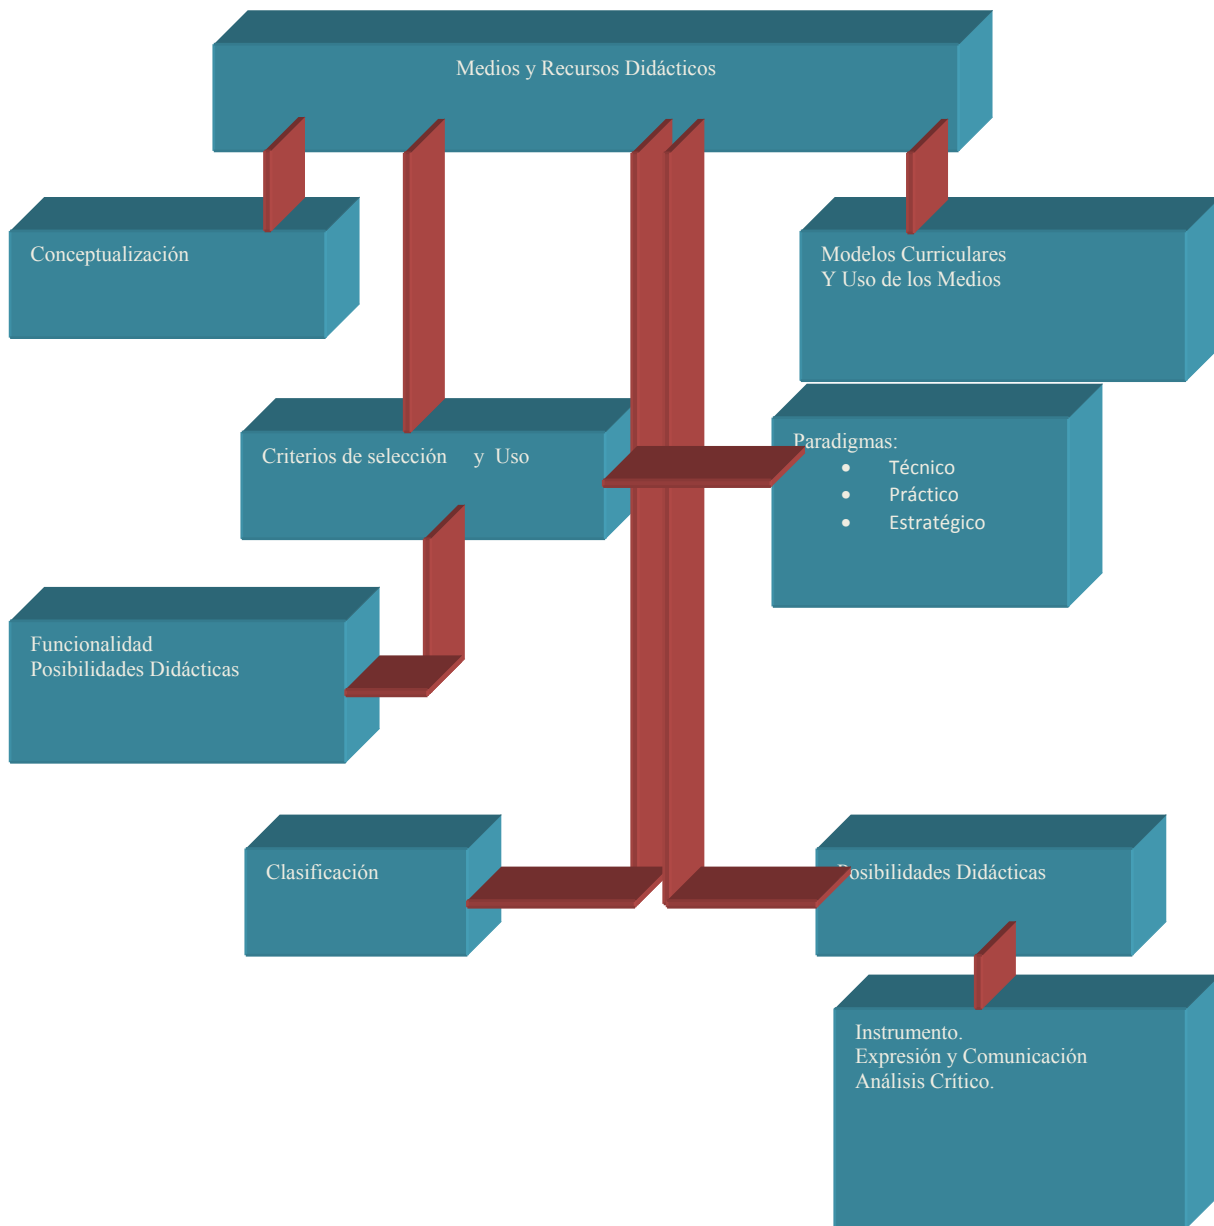 Medios y Recursos Didácticos
Conceptualización
Modelos Curriculares
Y Uso de los Medios
Criterios de selección y Uso
Paradigmas:
• Técnico
• Práctico
• Estratégico
Funcionalidad
Posibilidades Didácticas
Clasificación
Posibilidades Didácticas
Instrumento.
Expresión y Comunicación
Análisis Crítico.